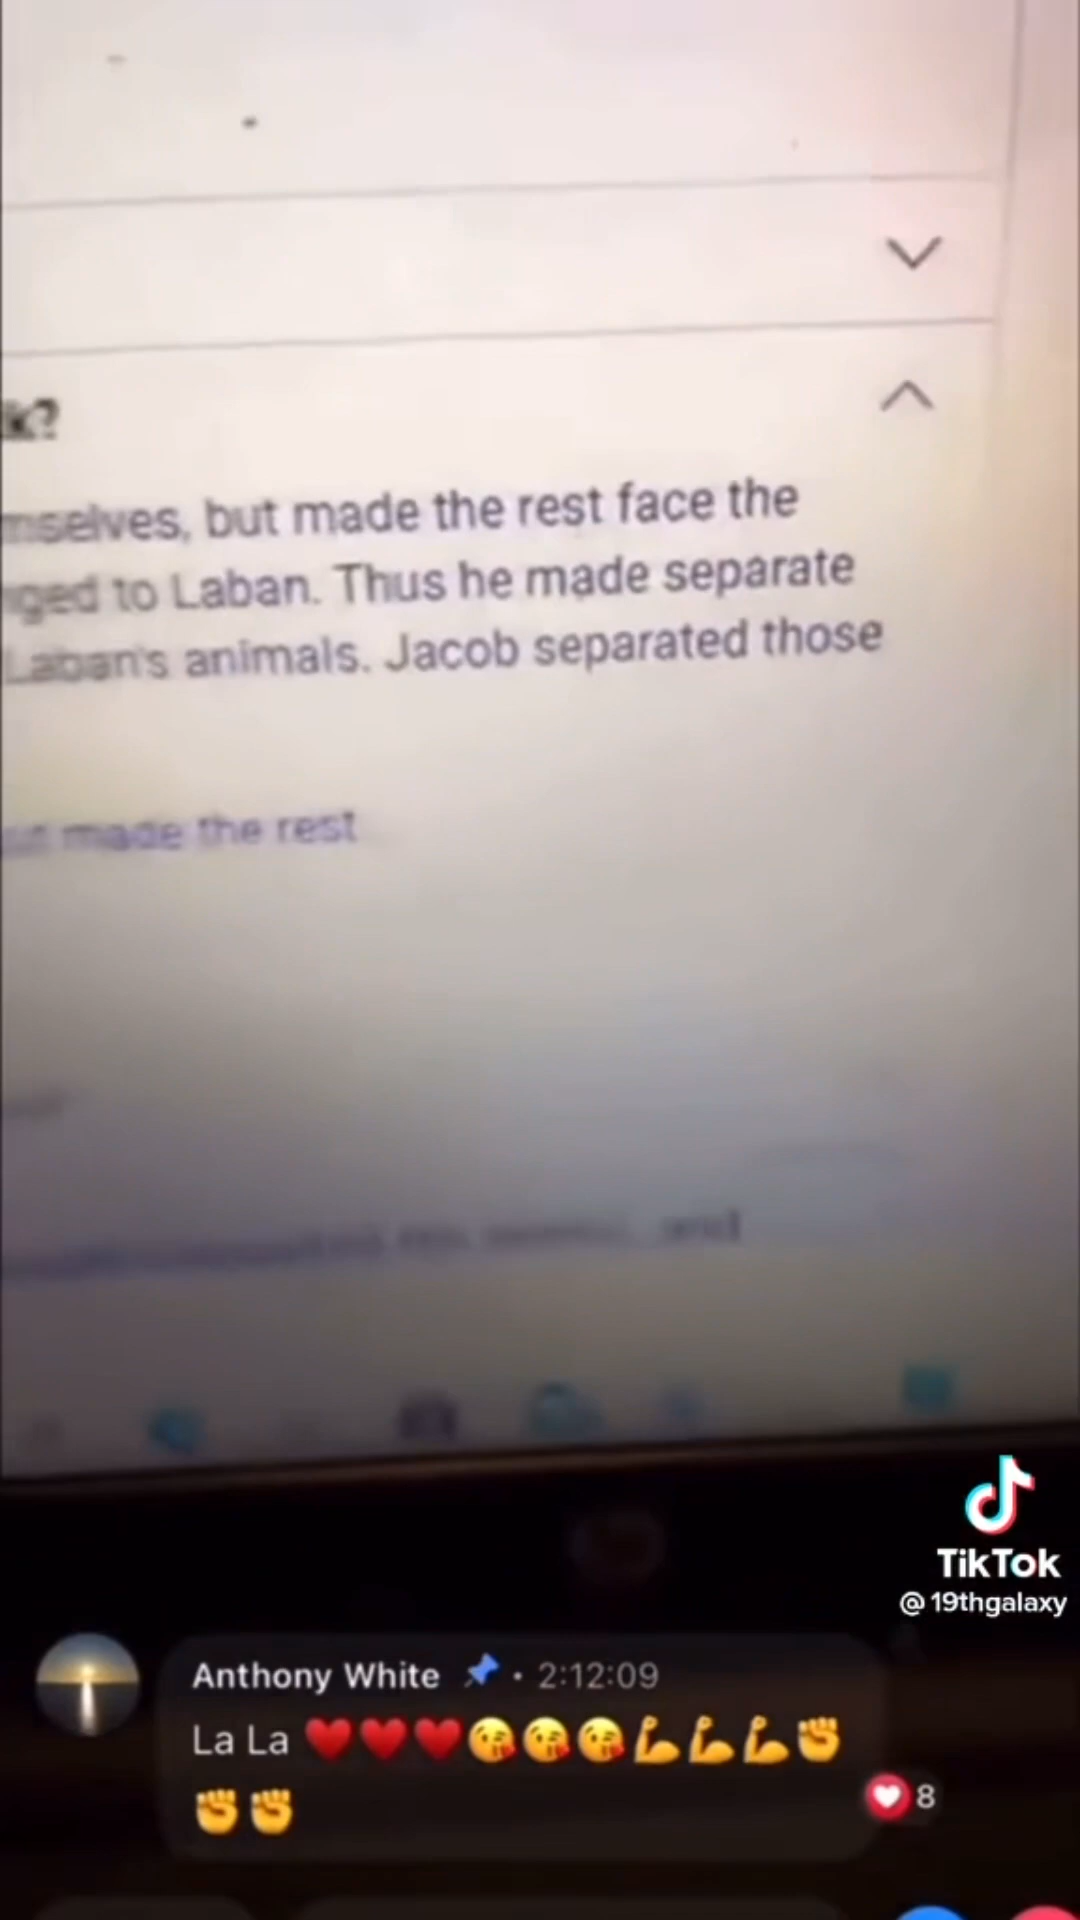 k?
mselves, but made the rest face the
ged to Laban. Thus he made separate
Laban's animals. Jacob separated those
made the rest
and
TikTok
@19thgalaxy
Anthony White 📌 · 2:12:09
La La ❤️❤️❤️😘😘😘💪💪💪✊
✊✊
8